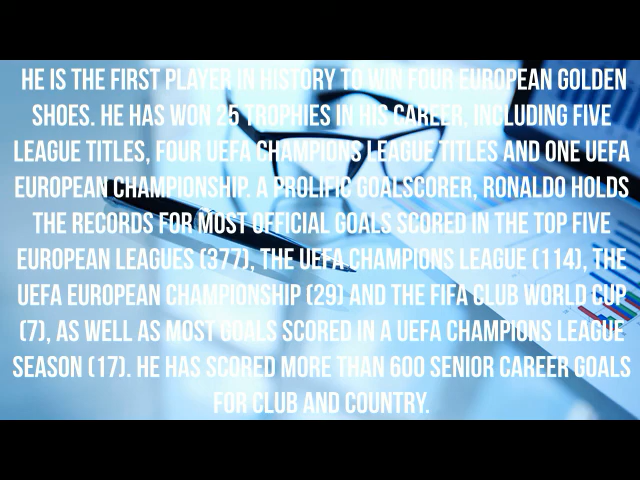 HE IS THE FIRST PLAYER IN HISTORY TO WIN FOUR EUROPEAN GOLDEN
SHOES. HE HAS WON 25 TROPHIES IN HIS CAREER, INCLUDING FIVE
LEAGUE TITLES, FOUR UEFA CHAMPIONS LEAGUE TITLES AND ONE UEFA
EUROPEAN CHAMPIONSHIP. A PROLIFIC GOALSCORER, RONALDO HOLDS
THE RECORDS FOR MOST OFFICIAL GOALS SCORED IN THE TOP FIVE
EUROPEAN LEAGUES (377), THE UEFA CHAMPIONS LEAGUE (114), THE
UEFA EUROPEAN CHAMPIONSHIP (29) AND THE FIFA CLUB WORLD CUP
(7), AS WELL AS MOST GOALS SCORED IN A UEFA CHAMPIONS LEAGUE
SEASON (17). HE HAS SCORED MORE THAN 600 SENIOR CAREER GOALS
FOR CLUB AND COUNTRY.